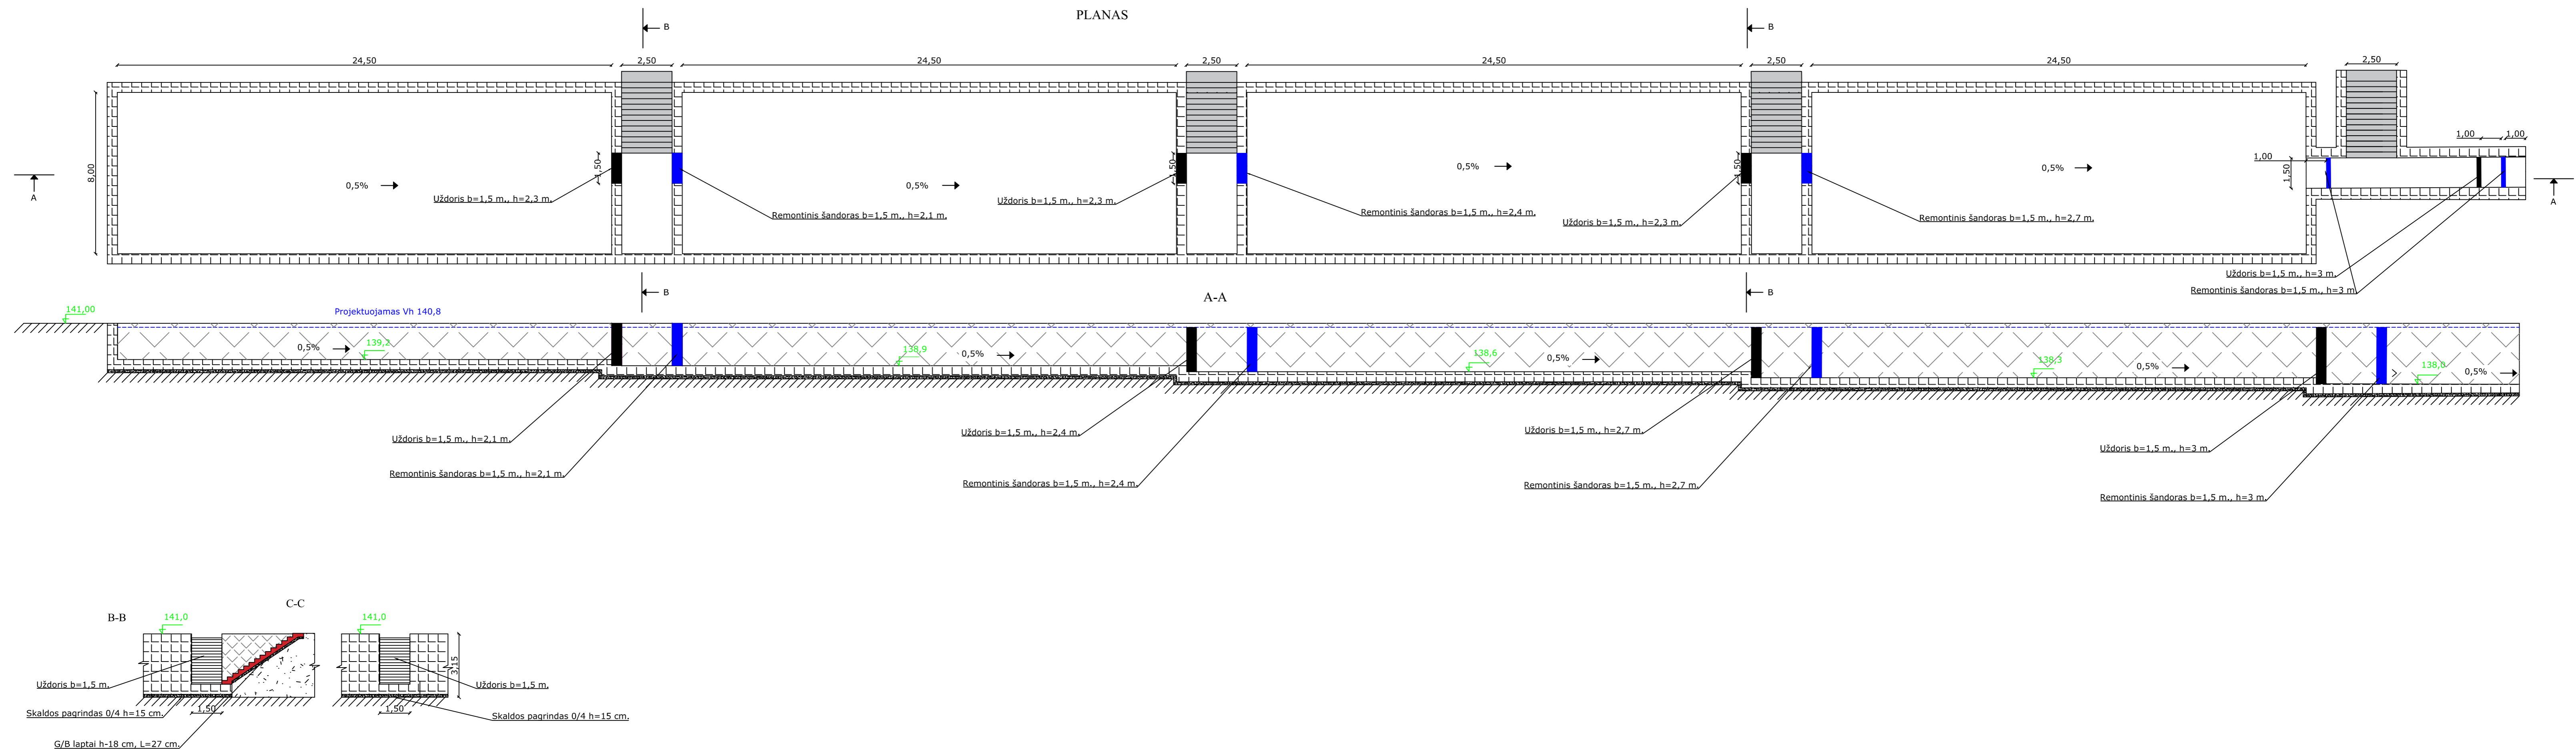 PLANAS
B
B
24,50
2,50
24,50
2,50
24,50
2,50
24,50
2,50
8,00
1,50
1,50
1,50
1,50
1,00
1,00
1,00
A
A
0,5%
0,5%
0,5%
0,5%
Uždoris b=1,5 m., h=2,3 m.
Remontinis šandoras b=1,5 m., h=2,1 m.
Uždoris b=1,5 m., h=2,3 m.
Remontinis šandoras b=1,5 m., h=2,4 m.
Uždoris b=1,5 m., h=2,3 m.
Remontinis šandoras b=1,5 m., h=2,7 m.
Uždoris b=1,5 m., h=3 m.
Remontinis šandoras b=1,5 m., h=3 m.
B
B
A-A
141,00
Projektuojamas Vh 140,8
0,5%
139,2
138,9
0,5%
138,6
0,5%
138,3
0,5%
138,0
0,5%
Uždoris b=1,5 m., h=2,1 m.
Uždoris b=1,5 m., h=2,4 m.
Uždoris b=1,5 m., h=2,7 m.
Uždoris b=1,5 m., h=3 m.
Remontinis šandoras b=1,5 m., h=2,1 m.
Remontinis šandoras b=1,5 m., h=2,4 m.
Remontinis šandoras b=1,5 m., h=2,7 m.
Remontinis šandoras b=1,5 m., h=3 m.
B-B
C-C
141,0
141,0
3,15
Uždoris b=1,5 m.
Uždoris b=1,5 m.
1,50
1,50
Skaldos pagrindas 0/4 h=15 cm.
Skaldos pagrindas 0/4 h=15 cm.
G/B laptai h-18 cm, L=27 cm.